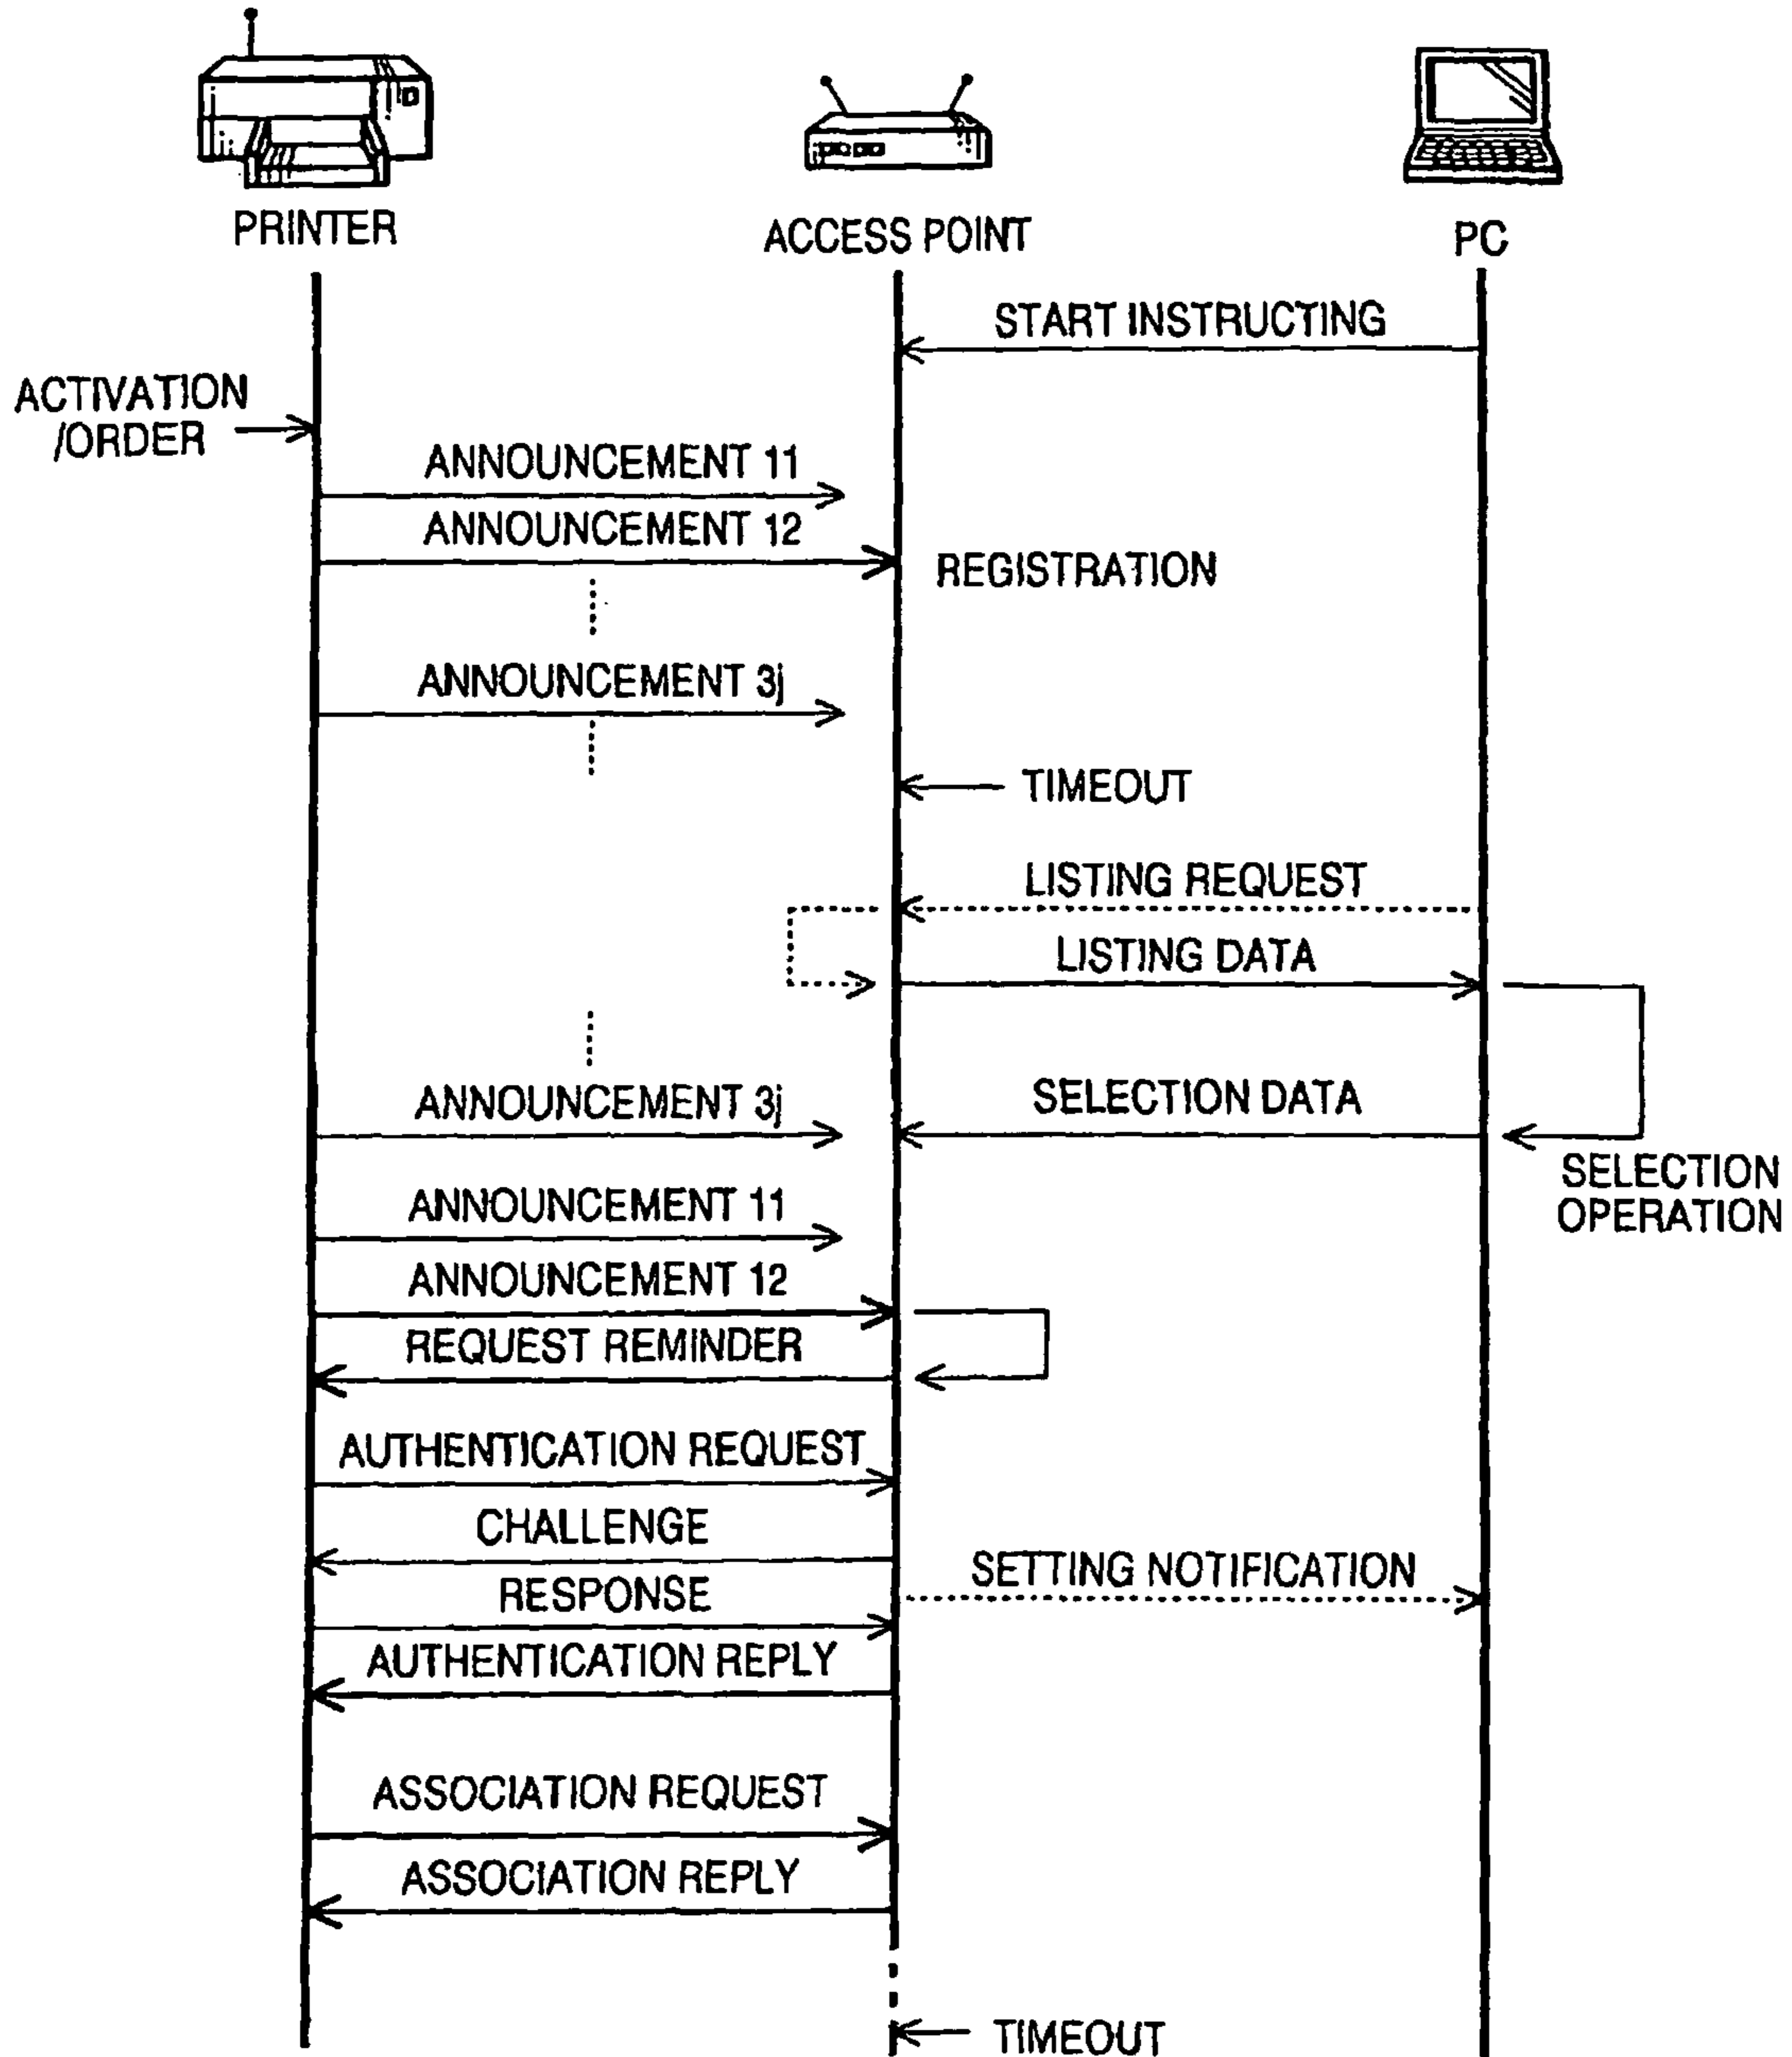 PRINTER
ACCESS POINT
PC
START INSTRUCTING
ACTIVATION
/ORDER
ANNOUNCEMENT 11
ANNOUNCEMENT 12
REGISTRATION
ANNOUNCEMENT 3j
TIMEOUT
LISTING REQUEST
LISTING DATA
ANNOUNCEMENT 3j
SELECTION DATA
SELECTION
OPERATION
ANNOUNCEMENT 11
ANNOUNCEMENT 12
REQUEST REMINDER
AUTHENTICATION REQUEST
CHALLENGE
SETTING NOTIFICATION
RESPONSE
AUTHENTICATION REPLY
ASSOCIATION REQUEST
ASSOCIATION REPLY
TIMEOUT